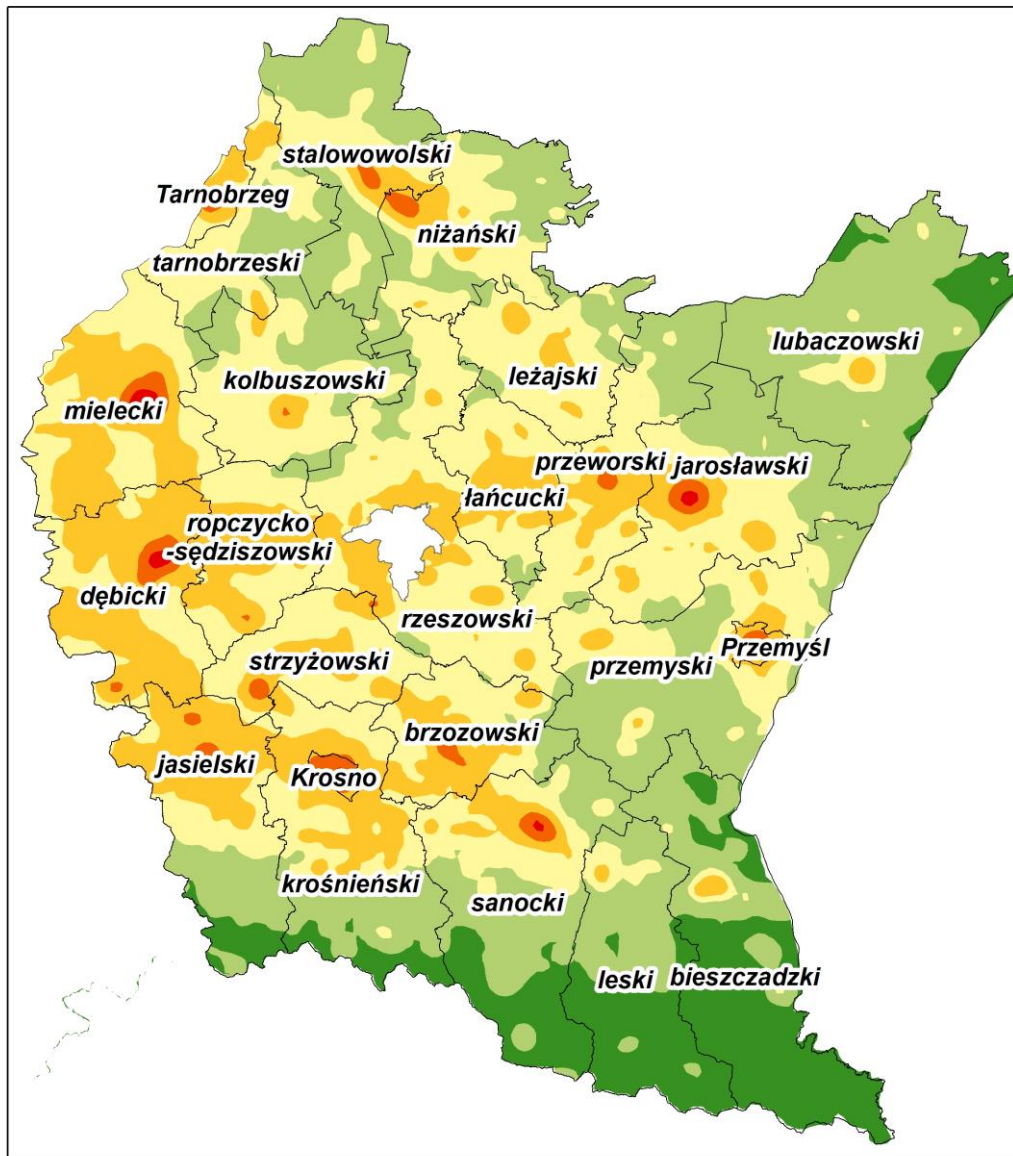 stalowowolski
Tarnobrzeg
niżański
tarnobrzeski
lubaczowski
kolbuszowski
leżajski
mielecki
przeworski
jarosławski
łańcucki
ropczycko
-sędziszowski
dębicki
rzeszowski
Przemyśl
strzyżowski
przemyski
brzozowski
jasielski
Krosno
krośnieński
sanocki
leski
bieszczadzki